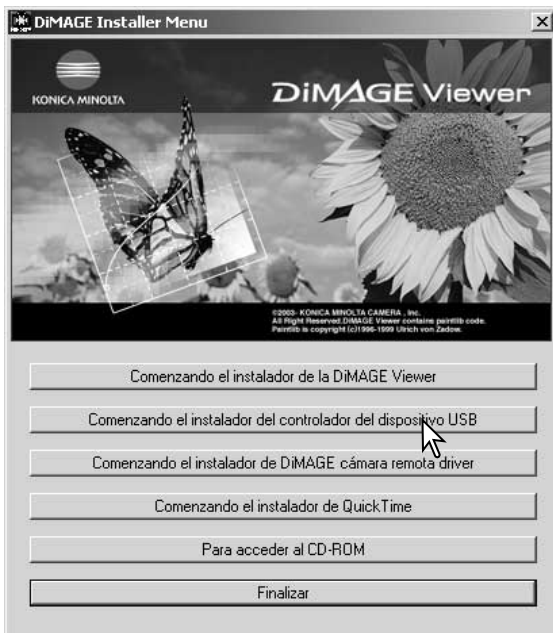 DiMAGE Installer Menu
KONICA MINOLTA
DiMAGE Viewer
©2003- KONICA MINOLTA CAMERA , Inc.
All Right Reserved.DiMAGE Viewer contains paintlib code.
Paintlib is copyright (c)1996-1999 Ulrich von Zadow.
Comenzando el instalador de la DiMAGE Viewer
Comenzando el instalador del controlador del dispositivo USB
Comenzando el instalador de DiMAGE cámara remota driver
Comenzando el instalador de QuickTime
Para acceder al CD-ROM
Finalizar